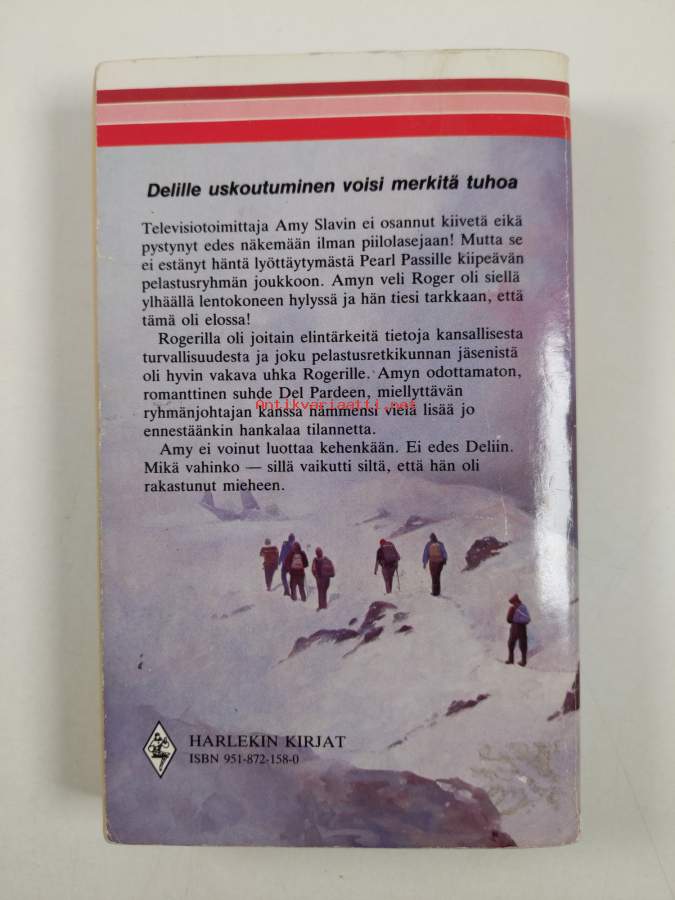 Delille uskoutuminen voisi merkitä tuhoa
Televisiotoimittaja Amy Slavin ei osannut kiivetä eikä
pystynyt edes näkemään ilman piilolasejaan! Mutta se
ei estänyt häntä lyöttäytymästä Pearl Passille kiipeävän
pelastusryhmän joukkoon. Amyn veli Roger oli siellä
ylhäällä lentokoneen hylyssä ja hän tiesi tarkkaan, että
tämä oli elossa!
Rogerilla oli joitain elintärkeitä tietoja kansallisesta
turvallisuudesta ja joku pelastusretkikunnan jäsenistä
oli hyvin vakava uhka Rogerille. Amyn odottamaton,
romanttinen suhde Del Pardeen, miellyttävän
ryhmänjohtajan kanssa hämmensi vielä lisää jo
Antikvariaatti.net
ennestäänkin hankalaa tilannetta.
Amy ei voinut luottaa kehenkään. Ei edes Deliin.
Mikä vahinko — sillä vaikutti siltä, että hän oli
rakastunut mieheen.
HARLEKIN KIRJAT
ISBN 951-872-158-0